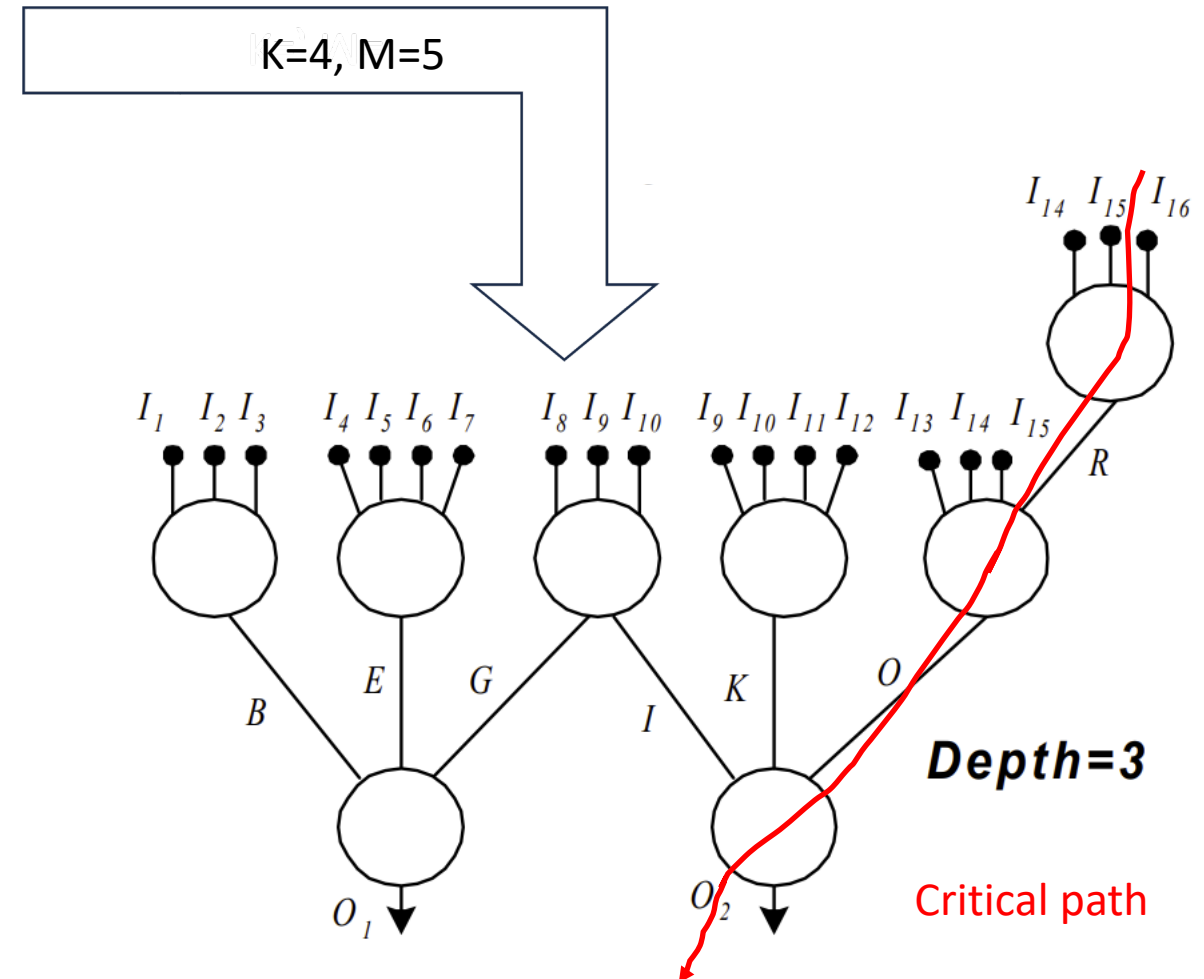 K=4, M=5
I14 I15 I16
I1 I2 I3 I4 I5 I6 I7 I8 I9 I10 I9 I10 I11 I12 I13 I14 I15
R
B E G I K O
Depth=3
O1 O2 Critical path